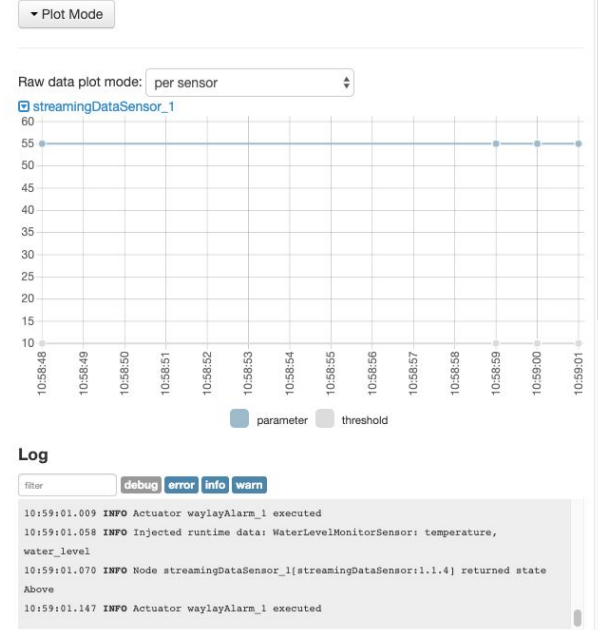 Plot Mode
Raw data plot mode: per sensor
streamingDataSensor_1
60
55
50
45
40
35
30
25
20
15
10
10:58:48
10:58:49
10:58:50
10:58:51
10:58:52
10:58:53
10:58:54
10:58:55
10:58:56
10:58:57
10:58:58
10:58:59
10:59:00
10:59:01
parameter threshold
Log
filter debug error info warn
10:59:01.009 INFO Actuator waylayAlarm_1 executed
10:59:01.058 INFO Injected runtime data: WaterLevelMonitorSensor: temperature,
water_level
10:59:01.070 INFO Node streamingDataSensor_1[streamingDataSensor:1.1.4] returned state
Above
10:59:01.147 INFO Actuator waylayAlarm_1 executed